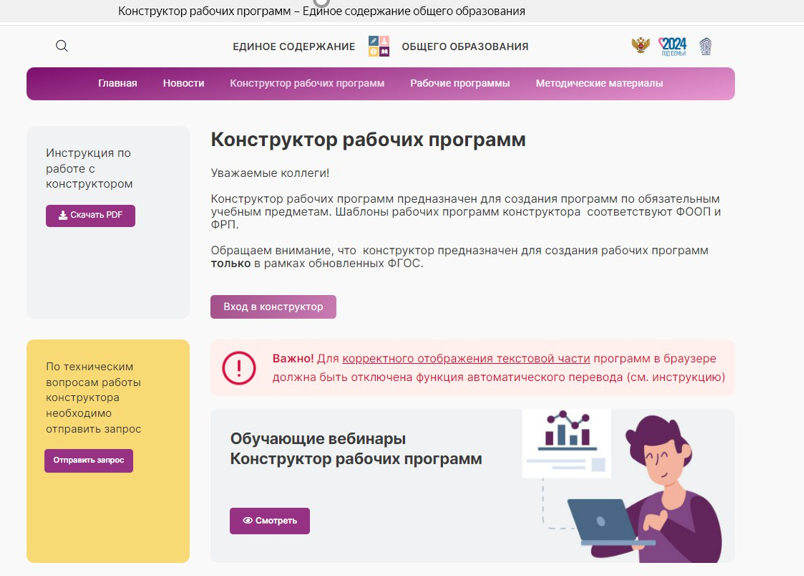 Конструктор рабочих программ – Единое содержание общего образования
ЕДИНОЕ СОДЕРЖАНИЕ ОБЩЕГО ОБРАЗОВАНИЯ
2024
ГОД СЕМЬИ
Главная Новости Конструктор рабочих программ Рабочие программы Методические материалы
Инструкция по
работе с
конструктором
Скачать PDF
Конструктор рабочих программ
Уважаемые коллеги!
Конструктор рабочих программ предназначен для создания программ по обязательным
учебным предметам. Шаблоны рабочих программ конструктора соответствуют ФООП и
ФРП.
Обращаем внимание, что конструктор предназначен для создания рабочих программ
только в рамках обновленных ФГОС.
Вход в конструктор
По техническим
вопросам работы
конструктора
необходимо
отправить запрос
Отправить запрос
Важно! Для корректного отображения текстовой части программ в браузере
должна быть отключена функция автоматического перевода (см. инструкцию)
Обучающие вебинары
Конструктор рабочих программ
Смотреть